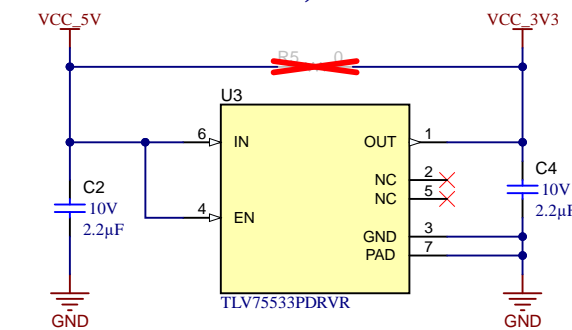 VCC_5V
VCC_3V3
R5
0
U3
6
IN
OUT
1
NC
2
NC
5
4
EN
GND
3
PAD
7
C2
10V
2.2µF
C4
10V
2.2µF
TLV75533PDRVR
GND
GND